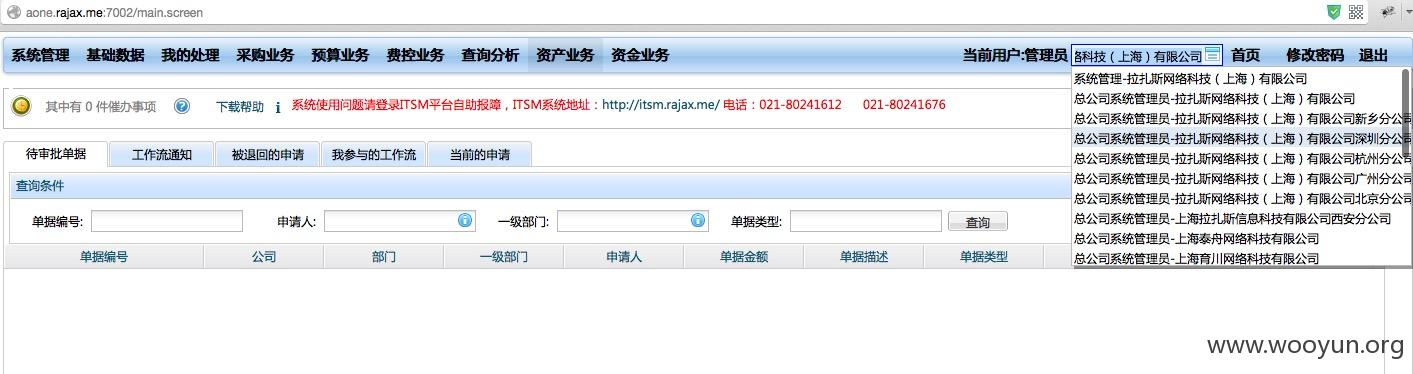 aone.rajax.me:7002/main.screen
系统管理 基础数据 我的处理 采购业务 预算业务 费控业务 查询分析 资产业务 资金业务 当前用户:管理员 络科技（上海）有限公司 首页 修改密码 退出
系统管理-拉扎斯网络科技（上海）有限公司
总公司系统管理员-拉扎斯网络科技（上海）有限公司
总公司系统管理员-拉扎斯网络科技（上海）有限公司新乡分公司
总公司系统管理员-拉扎斯网络科技（上海）有限公司深圳分公司
总公司系统管理员-拉扎斯网络科技（上海）有限公司杭州分公司
总公司系统管理员-拉扎斯网络科技（上海）有限公司广州分公司
总公司系统管理员-拉扎斯网络科技（上海）有限公司北京分公司
总公司系统管理员-上海拉扎斯信息科技有限公司西安分公司
总公司系统管理员-上海泰舟网络科技有限公司
总公司系统管理员-上海育川网络科技有限公司
其中有 0 件催办事项 下载帮助 系统使用问题请登录ITSM平台自助报障，ITSM系统地址：http://itsm.rajax.me/ 电话：021-80241612 021-80241676
待审批单据 工作流通知 被退回的申请 我参与的工作流 当前的申请
查询条件
单据编号: 申请人: 一级部门: 单据类型: 查询
单据编号 公司 部门 一级部门 申请人 单据金额 单据描述 单据类型
www.wooyun.org